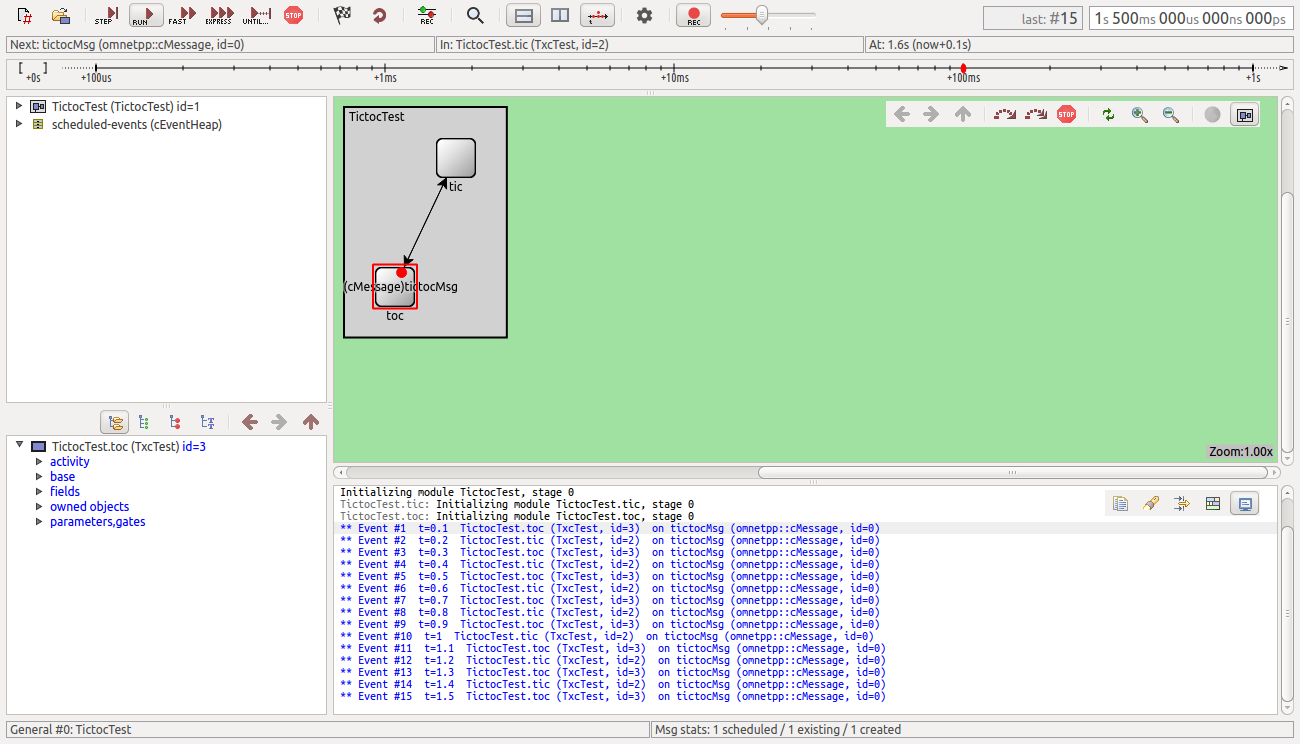 STEP RUN FAST EXPRESS UNTIL... STOP REC REC last: #15 1s 500ms 000us 000ns 000ps
Next: tictocMsg (omnetpp::cMessage, id=0) In: TictocTest.tic (TxcTest, id=2) At: 1.6s (now+0.1s)
[ ]
+0s +100us +1ms +10ms +100ms +1s
TictocTest (TictocTest) id=1
scheduled-events (cEventHeap)
TictocTest
STOP
tic
(cMessage)tictocMsg
toc
Zoom:1.00x
TictocTest.toc (TxcTest) id=3
activity
base
fields
owned objects
parameters,gates
Initializing module TictocTest, stage 0
TictocTest.tic: Initializing module TictocTest.tic, stage 0
TictocTest.toc: Initializing module TictocTest.toc, stage 0
** Event #1 t=0.1 TictocTest.toc (TxcTest, id=3) on tictocMsg (omnetpp::cMessage, id=0)
** Event #2 t=0.2 TictocTest.tic (TxcTest, id=2) on tictocMsg (omnetpp::cMessage, id=0)
** Event #3 t=0.3 TictocTest.toc (TxcTest, id=3) on tictocMsg (omnetpp::cMessage, id=0)
** Event #4 t=0.4 TictocTest.tic (TxcTest, id=2) on tictocMsg (omnetpp::cMessage, id=0)
** Event #5 t=0.5 TictocTest.toc (TxcTest, id=3) on tictocMsg (omnetpp::cMessage, id=0)
** Event #6 t=0.6 TictocTest.tic (TxcTest, id=2) on tictocMsg (omnetpp::cMessage, id=0)
** Event #7 t=0.7 TictocTest.toc (TxcTest, id=3) on tictocMsg (omnetpp::cMessage, id=0)
** Event #8 t=0.8 TictocTest.tic (TxcTest, id=2) on tictocMsg (omnetpp::cMessage, id=0)
** Event #9 t=0.9 TictocTest.toc (TxcTest, id=3) on tictocMsg (omnetpp::cMessage, id=0)
** Event #10 t=1 TictocTest.tic (TxcTest, id=2) on tictocMsg (omnetpp::cMessage, id=0)
** Event #11 t=1.1 TictocTest.toc (TxcTest, id=3) on tictocMsg (omnetpp::cMessage, id=0)
** Event #12 t=1.2 TictocTest.tic (TxcTest, id=2) on tictocMsg (omnetpp::cMessage, id=0)
** Event #13 t=1.3 TictocTest.toc (TxcTest, id=3) on tictocMsg (omnetpp::cMessage, id=0)
** Event #14 t=1.4 TictocTest.tic (TxcTest, id=2) on tictocMsg (omnetpp::cMessage, id=0)
** Event #15 t=1.5 TictocTest.toc (TxcTest, id=3) on tictocMsg (omnetpp::cMessage, id=0)
General #0: TictocTest Msg stats: 1 scheduled / 1 existing / 1 created